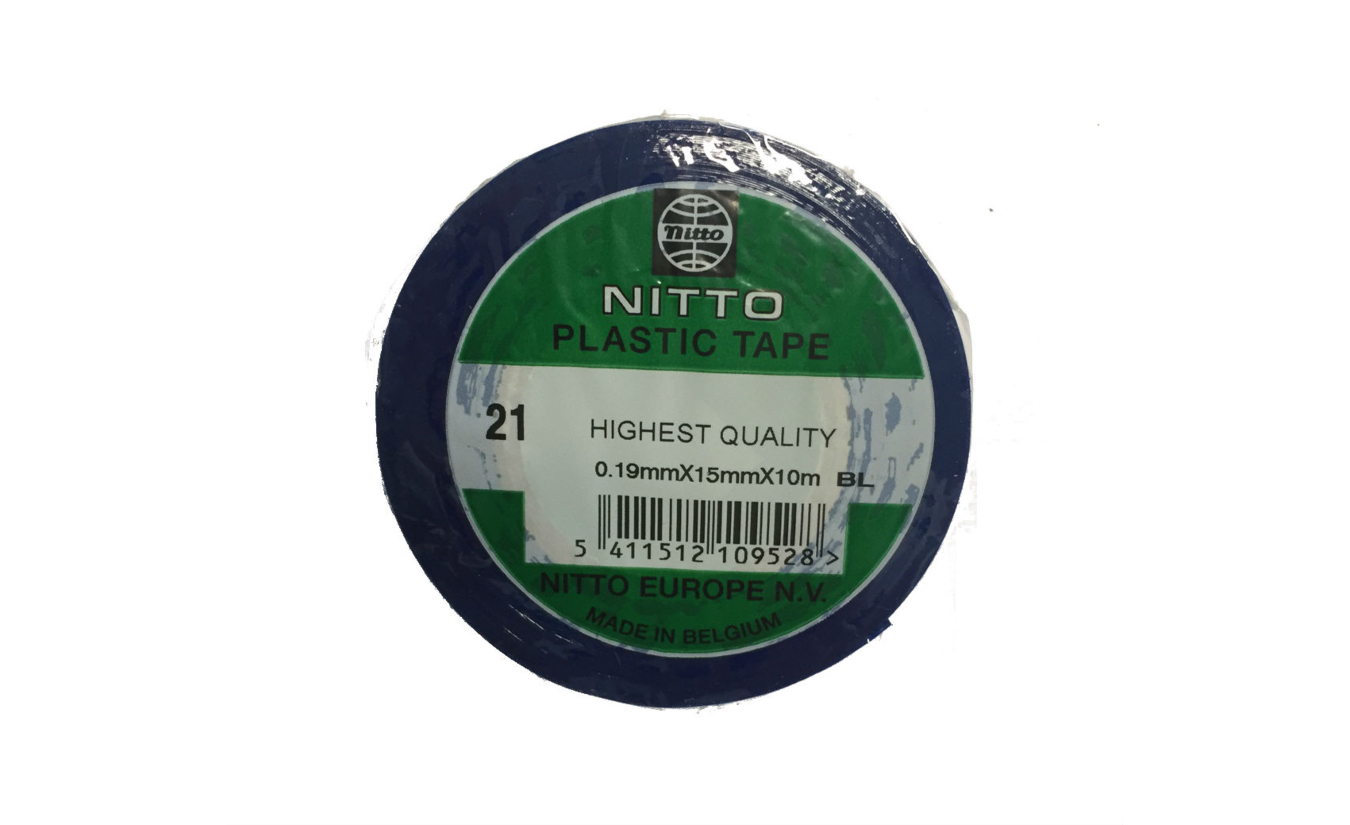 nitto
NITTO
PLASTIC TAPE
21
HIGHEST QUALITY
0.19mmX15mmX10m BL
5 411512 109528 >
NITTO EUROPE N.V.
MADE IN BELGIUM